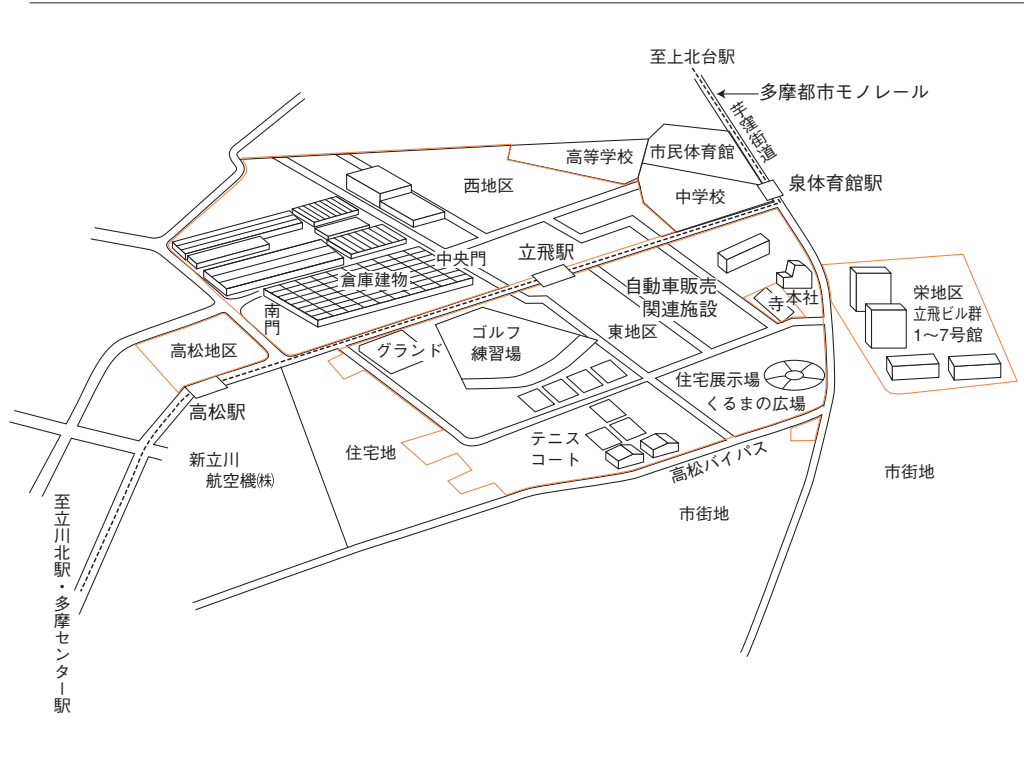 至上北台駅
多摩都市モノレール
芋窪街道
高等学校
市民体育館
泉体育館駅
西地区
中学校
立飛駅
中央門
倉庫建物
自動車販売
関連施設
本社
寺
栄地区
立飛ビル群
1〜7号館
南門
ゴルフ
練習場
東地区
グランド
高松地区
住宅展示場
くるまの広場
高松駅
テニス
コート
住宅地
新立川
航空機㈱
高松バイパス
市街地
市街地
至立川北駅・多摩センター駅